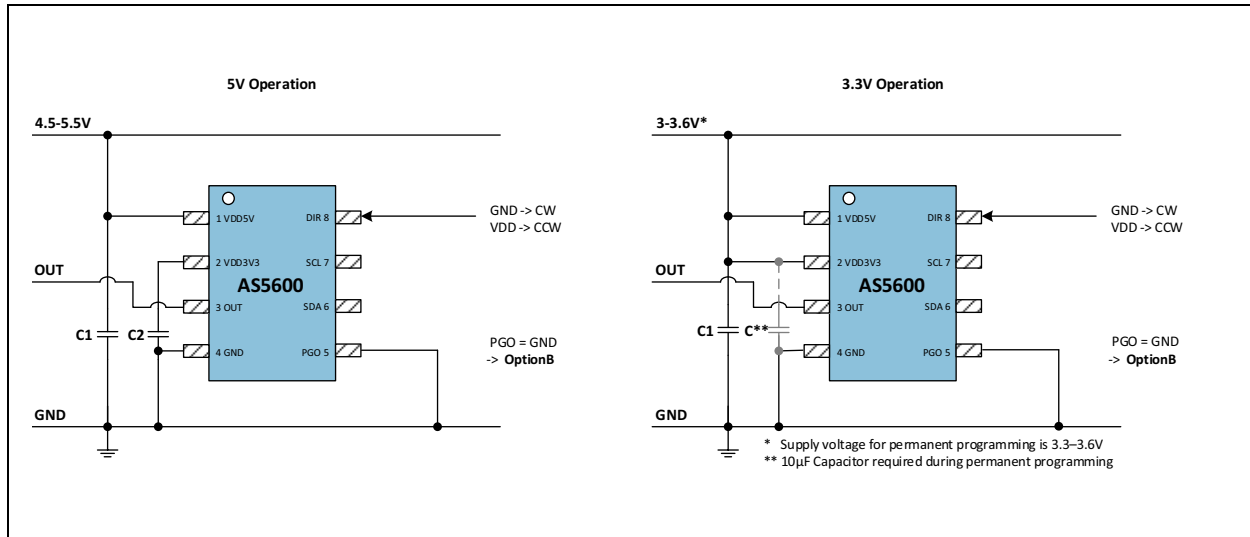 5V Operation
4.5-5.5V
1 VDD5V
DIR 8
GND -> CW
VDD -> CCW
2 VDD3V3
SCL 7
AS5600
OUT
3 OUT
SDA 6
C1
C2
4 GND
PGO 5
PGO = GND
-> OptionB
GND
3.3V Operation
3-3.6V*
1 VDD5V
DIR 8
GND -> CW
VDD -> CCW
2 VDD3V3
SCL 7
AS5600
OUT
3 OUT
SDA 6
C1
C**
4 GND
PGO 5
PGO = GND
-> OptionB
GND
* Supply voltage for permanent programming is 3.3–3.6V
** 10µF Capacitor required during permanent programming